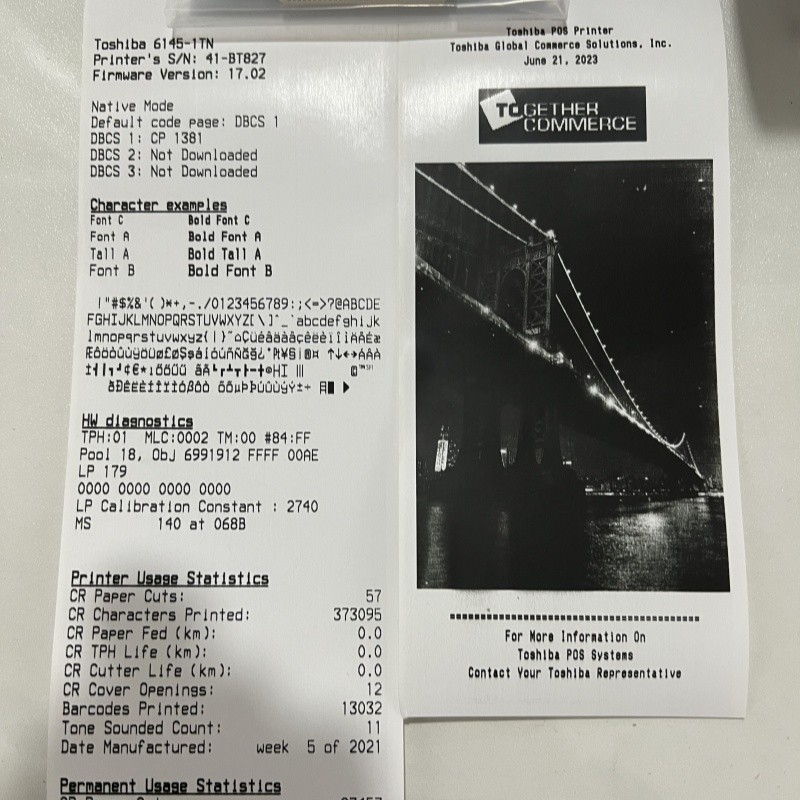 Toshiba 6145-1TN
Printer's S/N: 41-BT827
Firmware Version: 17.02
Native Mode
Default code page: DBCS 1
DBCS 1: CP 1381
DBCS 2: Not Downloaded
DBCS 3: Not Downloaded
Character examples
Font C Bold Font C
Font A Bold Font A
Tall A Bold Tall A
Font B Bold Font B
!"#$%&'()*+,-./0123456789:;<=>?@ABCDE
FGHIJKLMNOPQRSTUVWXYZ[\]^_`abcdefghijk
HW diagnostics
TPH:01 MLC:0002 TM:00 #84:FF
Pool 18, Obj 6991912 FFFF 00AE
LP 179
0000 0000 0000 0000
LP Calibration Constant : 2740
MS 140 at 068B
Printer Usage Statistics
CR Paper Cuts: 57
CR Characters Printed: 373095
CR Paper Fed (km): 0.0
CR TPH Life (km): 0.0
CR Cutter Life (km): 0.0
CR Cover Openings: 12
Barcodes Printed: 13032
Tone Sounded Count: 11
Date Manufactured: week 5 of 2021
Permanent Usage Statistics
Toshiba POS Printer
Toshiba Global Commerce Solutions, Inc.
June 21, 2023
TOGETHER
COMMERCE
For More Information On
Toshiba POS Systems
Contact Your Toshiba Representative